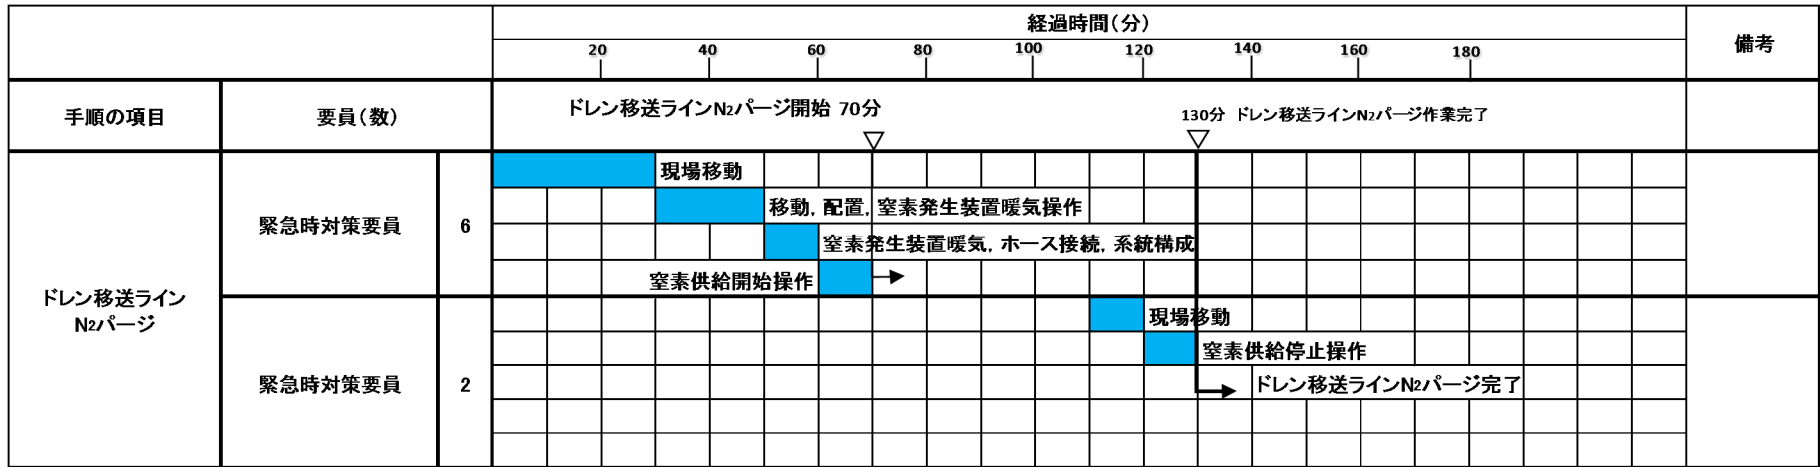 経過時間(分)
備考
20 40 60 80 100 120 140 160 180
手順の項目
要員(数)
ドレン移送ラインN2パージ開始 70分
130分 ドレン移送ラインN2パージ作業完了
ドレン移送ライン
N2パージ
緊急時対策要員
6
現場移動
移動,配置,窒素発生装置暖気操作
窒素発生装置暖気,ホース接続,系統構成
窒素供給開始操作
緊急時対策要員
2
現場移動
窒素供給停止操作
ドレン移送ラインN2パージ完了